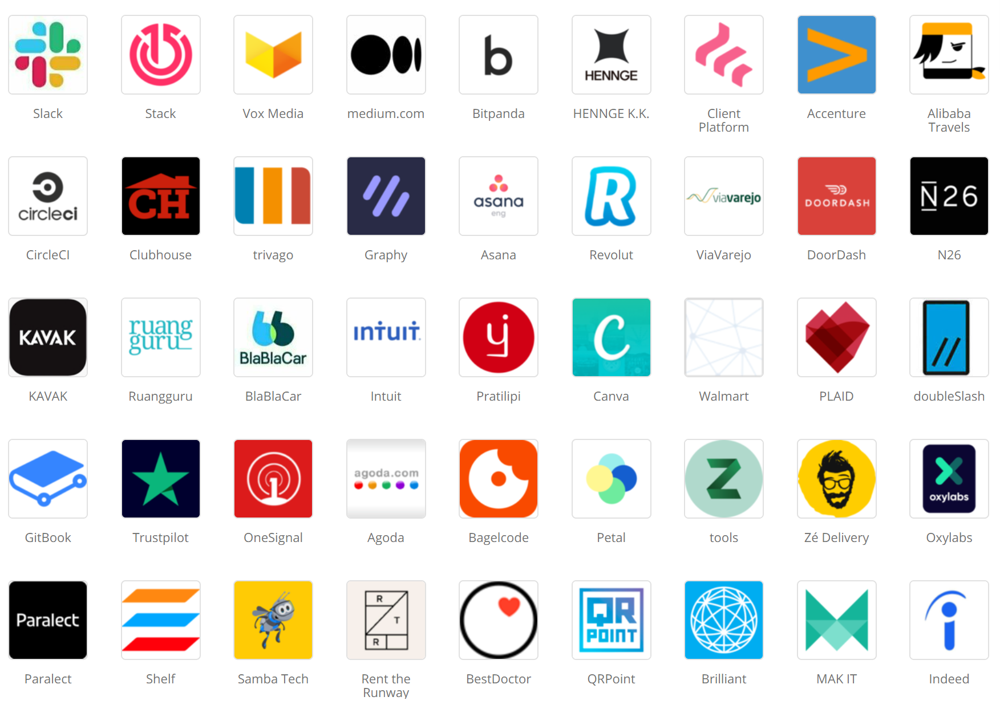 b
HENNGE
Slack
Stack
Vox Media
medium.com
Bitpanda
HENNGE K.K.
Client
Platform
Accenture
Alibaba
Travels
circleci
CH
asana
eng
R
viavarejo
DOORDASH
N26
CircleCI
Clubhouse
trivago
Graphy
Asana
Revolut
ViaVarejo
DoorDash
N26
KAVAK
ruang
guru
BlaBlaCar
intuit
C
KAVAK
Ruangguru
BlaBlaCar
Intuit
Pratilipi
Canva
Walmart
PLAID
doubleSlash
agoda.com
oxylabs
GitBook
Trustpilot
OneSignal
Agoda
Bagelcode
Petal
tools
Zé Delivery
Oxylabs
Paralect
R
T
R
QR
POINT
Paralect
Shelf
Samba Tech
Rent the
Runway
BestDoctor
QRPoint
Brilliant
MAK IT
Indeed